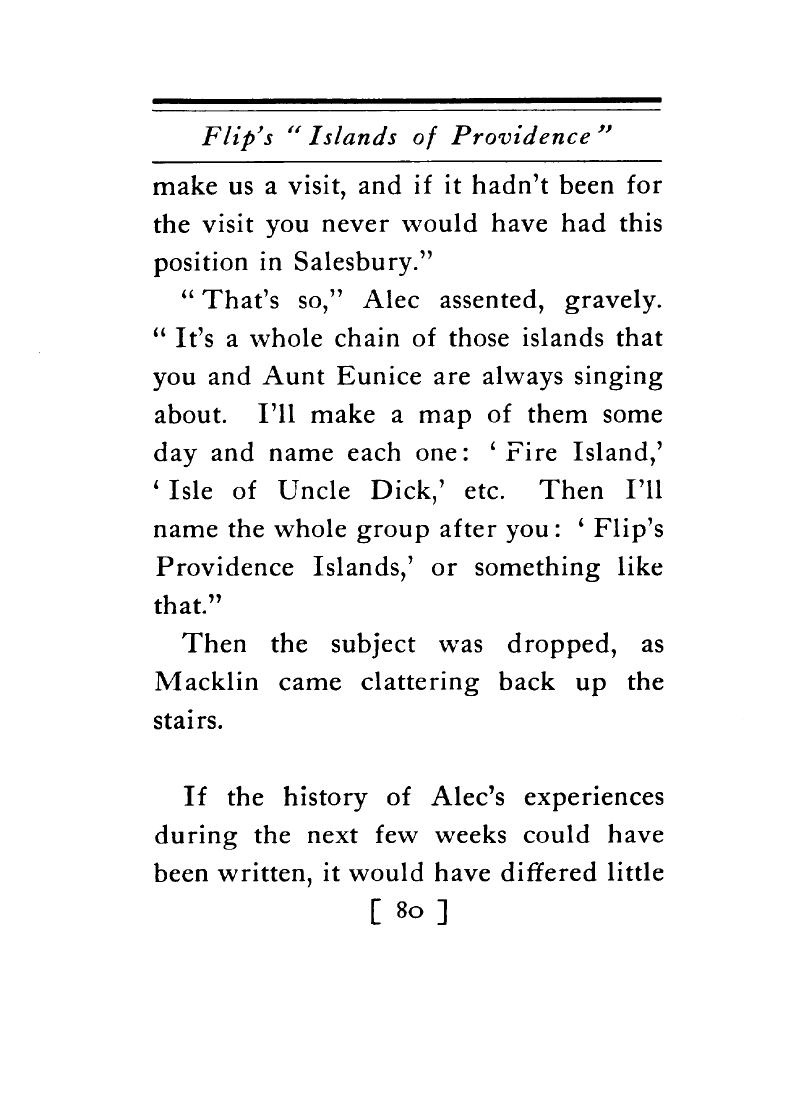 Flip's “Islands of Providence”
make us a visit, and if it hadn't been for
the visit you never would have had this
position in Salesbury.”
“That's so,” Alec assented, gravely.
“It's a whole chain of those islands that
you and Aunt Eunice are always singing
about. I'll make a map of them some
day and name each one: ‘Fire Island,’
‘Isle of Uncle Dick,’ etc. Then I'll
name the whole group after you: ‘Flip's
Providence Islands,’ or something like
that.”
Then the subject was dropped, as
Macklin came clattering back up the
stairs.
If the history of Alec's experiences
during the next few weeks could have
been written, it would have differed little
[ 80 ]